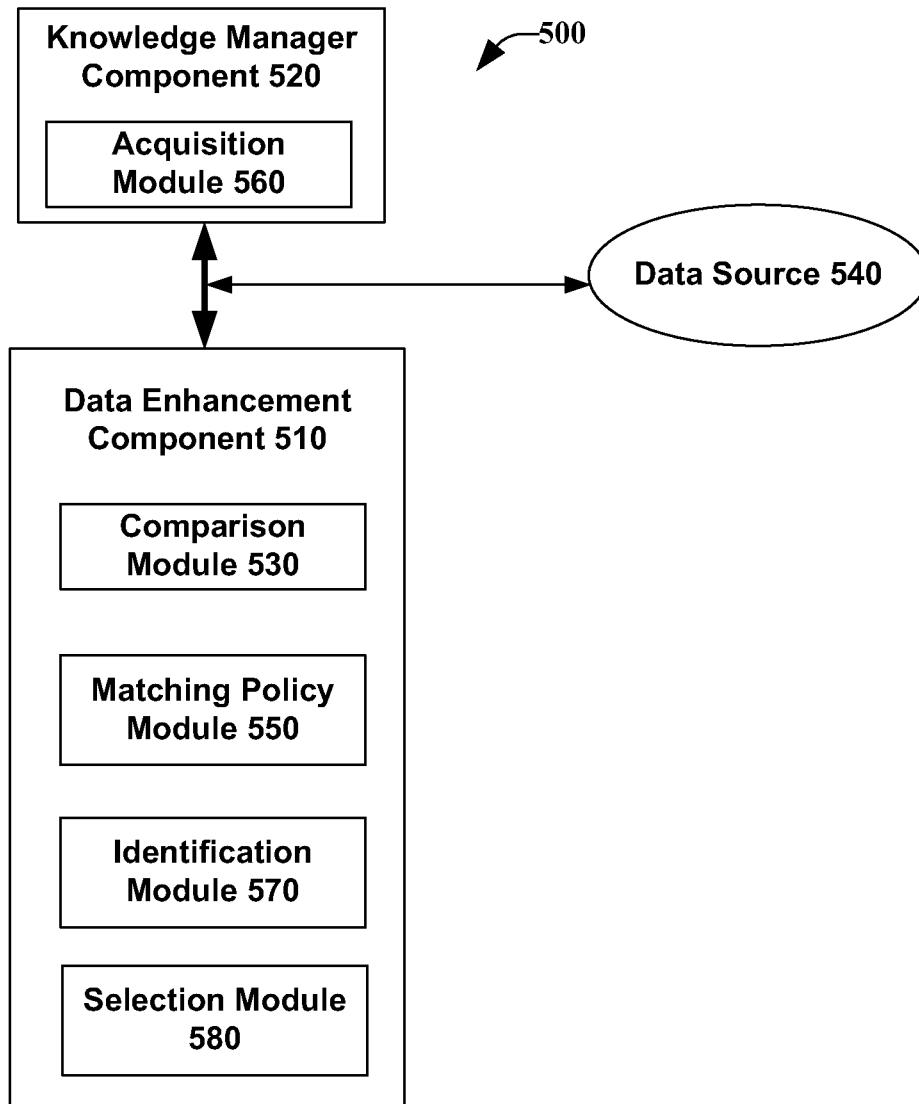 Knowledge Manager
Component 520
500
Acquisition
Module 560
Data Source 540
Data Enhancement
Component 510
Comparison
Module 530
Matching Policy
Module 550
Identification
Module 570
Selection Module
580